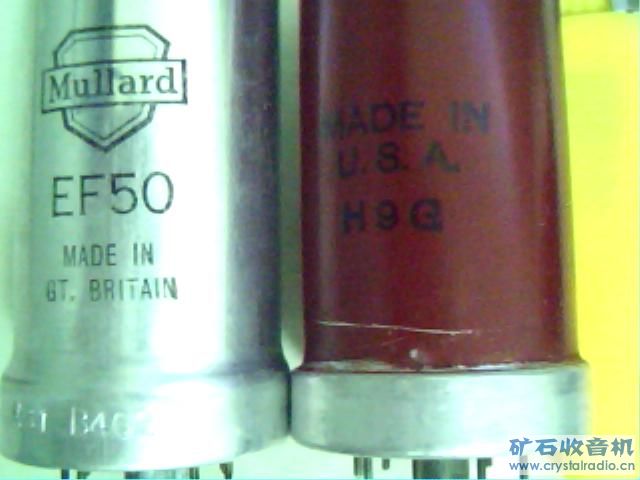 Mullard
EF50
MADE IN
GT. BRITAIN
MADE IN
U.S.A.
H9G
矿石收音机
www.crystalradio.cn